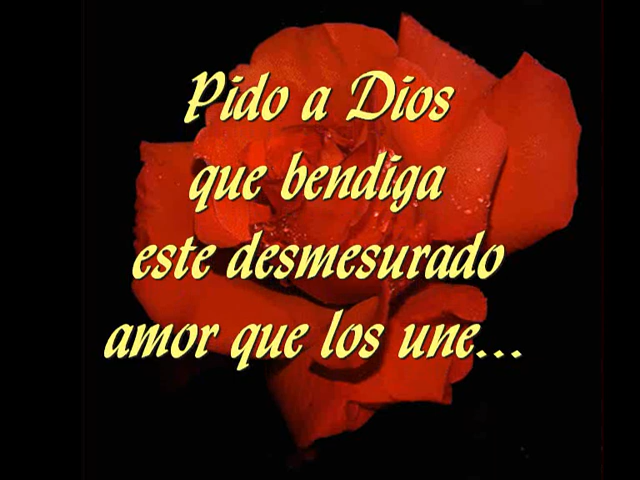 Pido a Dios
que bendiga
este desmesurado
amor que los une...